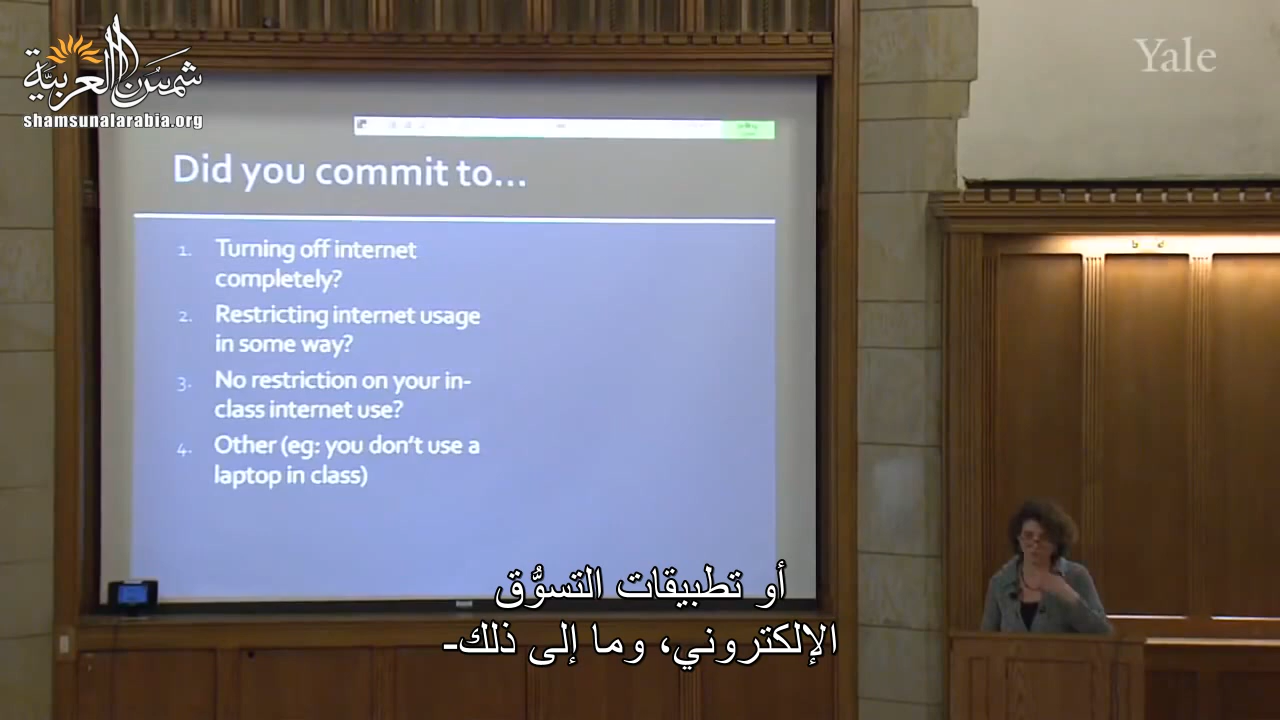 شمسُ العربيَّة
shamsunalarabia.org
Yale
Did you commit to...
1. Turning off internet
completely?
2. Restricting internet usage
in some way?
3. No restriction on your in-
class internet use?
4. Other (eg: you don't use a
laptop in class)
أو تطبيقات التسوُّق
الإلكتروني، وما إلى ذلك-